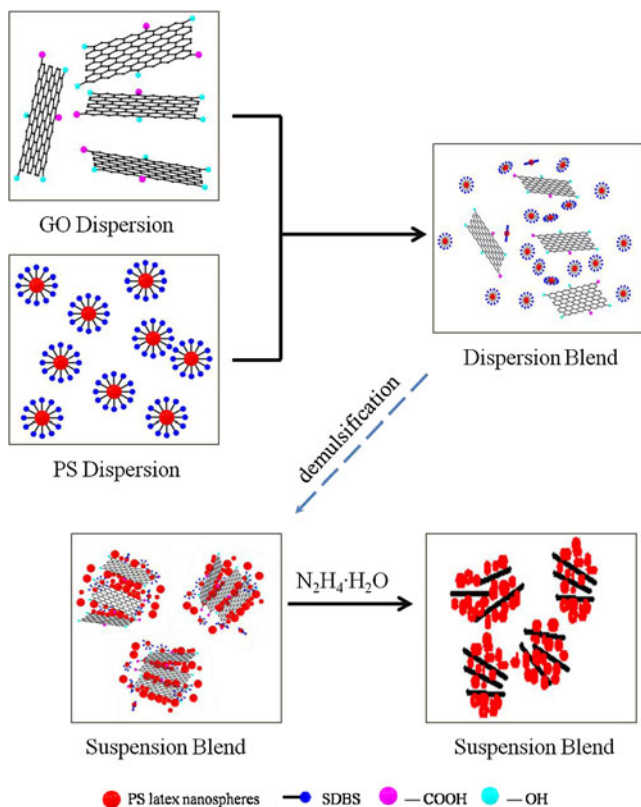 GO Dispersion
PS Dispersion
Dispersion Blend
demulsification
N₂H₄·H₂O
Suspension Blend
Suspension Blend
PS latex nanospheres
SDBS
—COOH
—OH